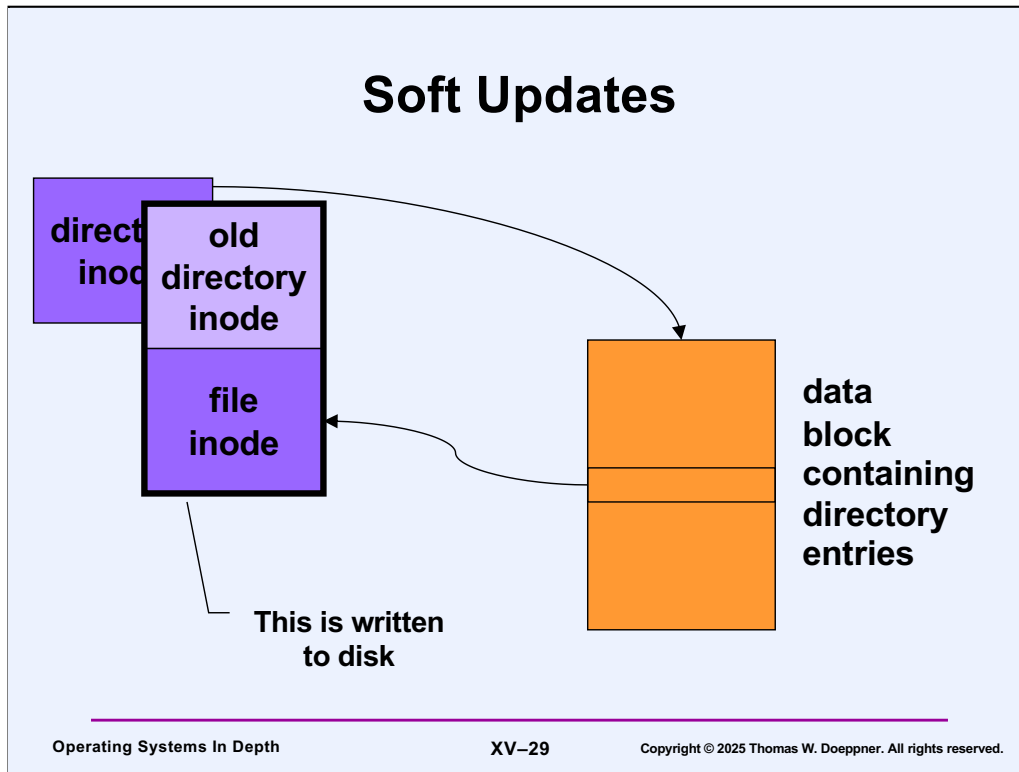 Soft Updates
direct
inod
old
directory
inode
file
inode
data
block
containing
directory
entries
This is written
to disk
Operating Systems In Depth
XV–29
Copyright © 2025 Thomas W. Doeppner. All rights reserved.